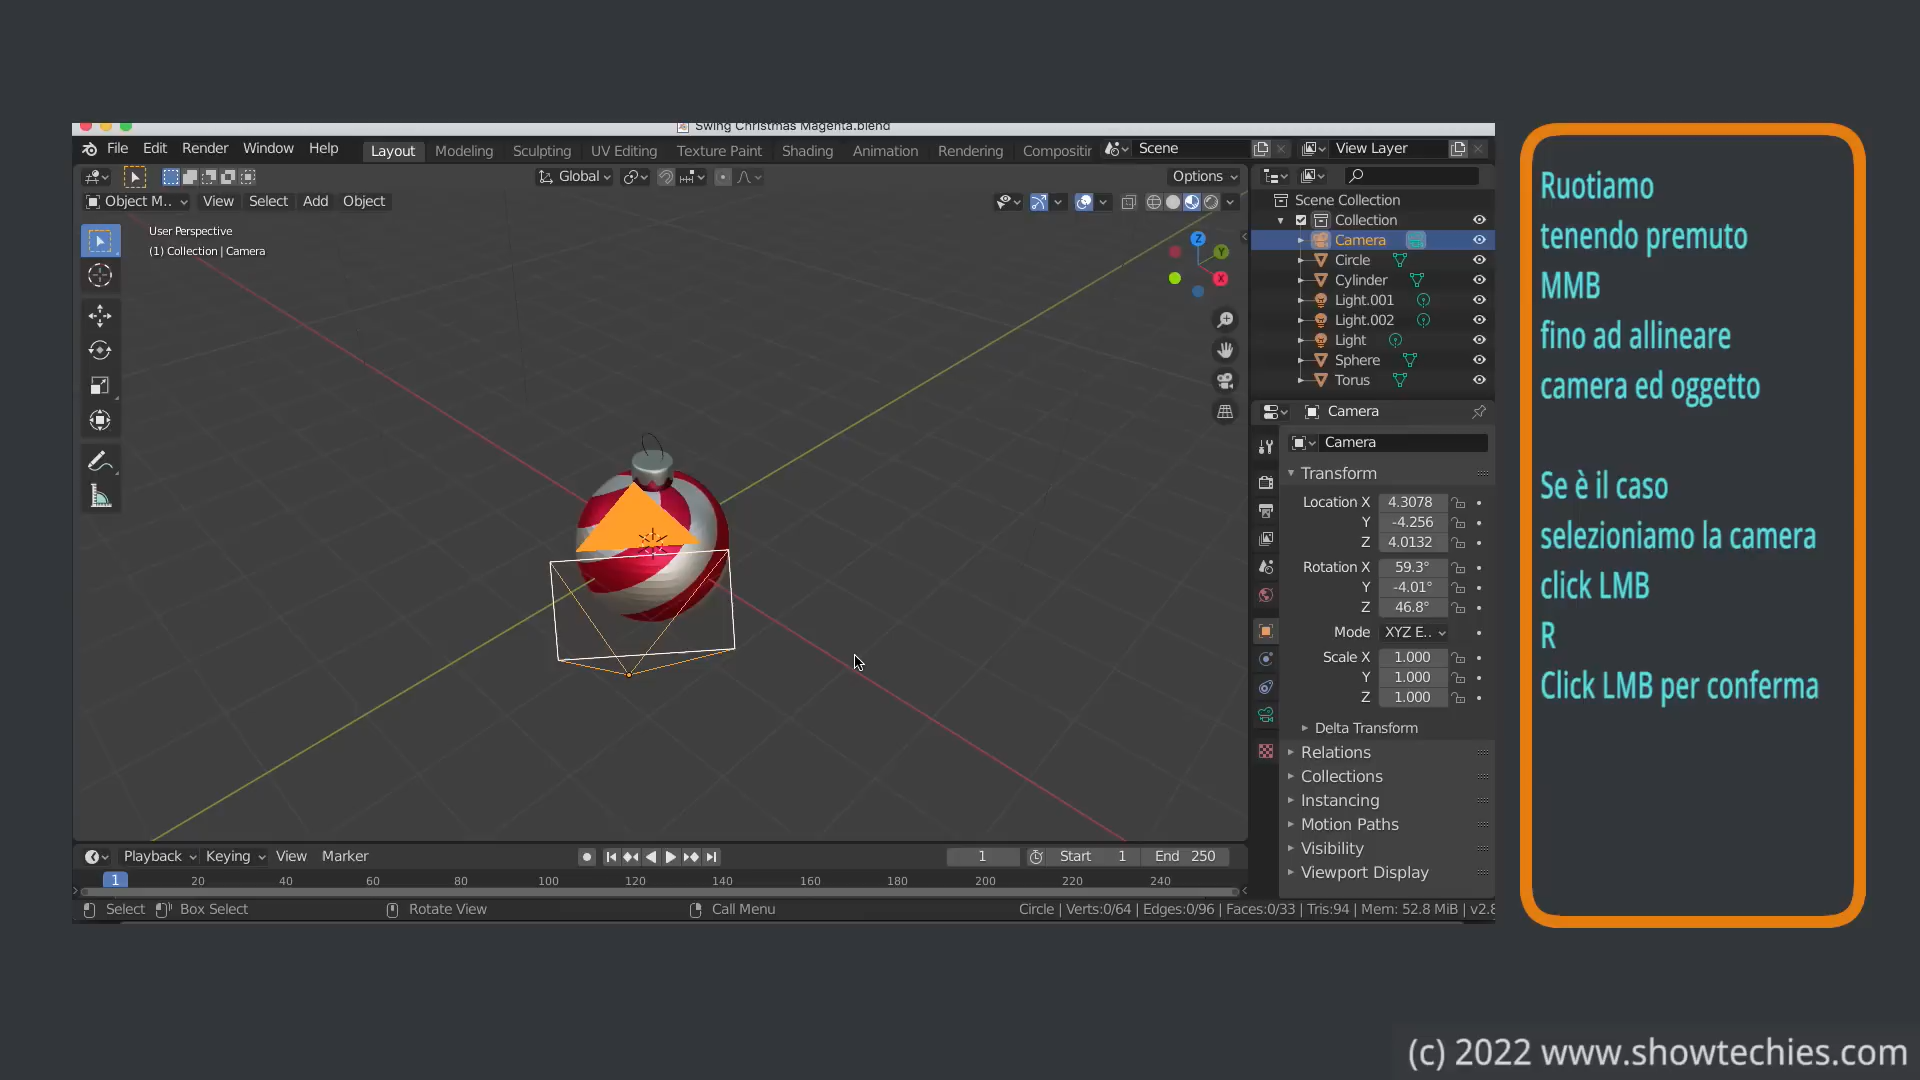 Swing Christmas Magenta.blend
File Edit Render Window Help
Layout Modeling Sculpting UV Editing Texture Paint Shading Animation Rendering Compositir
Scene View Layer
Global Options
Object M.. View Select Add Object
User Perspective
(1) Collection | Camera
Z
Y
X
Scene Collection
Collection
Camera
Circle
Cylinder
Light.001
Light.002
Light
Sphere
Torus
Camera
Camera
Transform
Location X 4.3078
Y -4.256
Z 4.0132
Rotation X 59.3°
Y -4.01°
Z 46.8°
Mode XYZ E..
Scale X 1.000
Y 1.000
Z 1.000
Delta Transform
Relations
Collections
Instancing
Motion Paths
Visibility
Viewport Display
Playback Keying View Marker 1 Start 1 End 250
1 20 40 60 80 100 120 140 160 180 200 220 240
Select Box Select Rotate View Call Menu Circle | Verts:0/64 | Edges:0/96 | Faces:0/33 | Tris:94 | Mem: 52.8 MiB | v2.8
Ruotiamo
tenendo premuto
MMB
fino ad allineare
camera ed oggetto
Se è il caso
selezioniamo la camera
click LMB
R
Click LMB per conferma
(c) 2022 www.showtechies.com